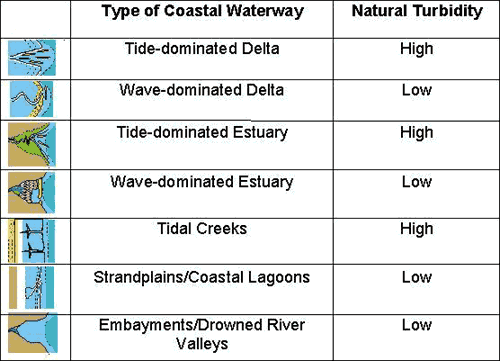 Type of Coastal Waterway Natural Turbidity
Tide-dominated Delta High
Wave-dominated Delta Low
Tide-dominated Estuary High
Wave-dominated Estuary Low
Tidal Creeks High
Strandplains/Coastal Lagoons Low
Embayments/Drowned River Low
Valleys